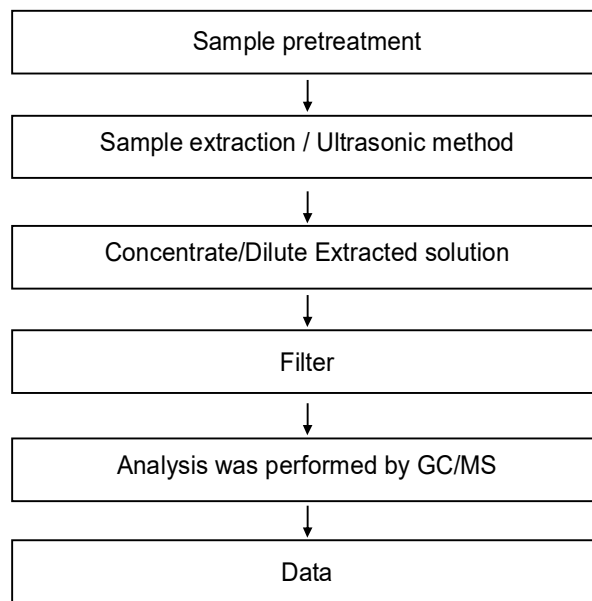 Sample pretreatment
Sample extraction / Ultrasonic method
Concentrate/Dilute Extracted solution
Filter
Analysis was performed by GC/MS
Data